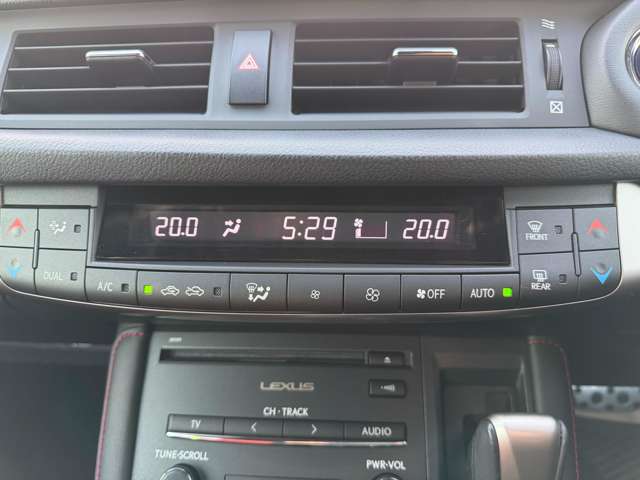 20.0 5:29 20.0
FRONT
DUAL A/C OFF AUTO REAR
LEXUS
CH · TRACK
TV AUDIO
TUNE·SCROLL PWR·VOL